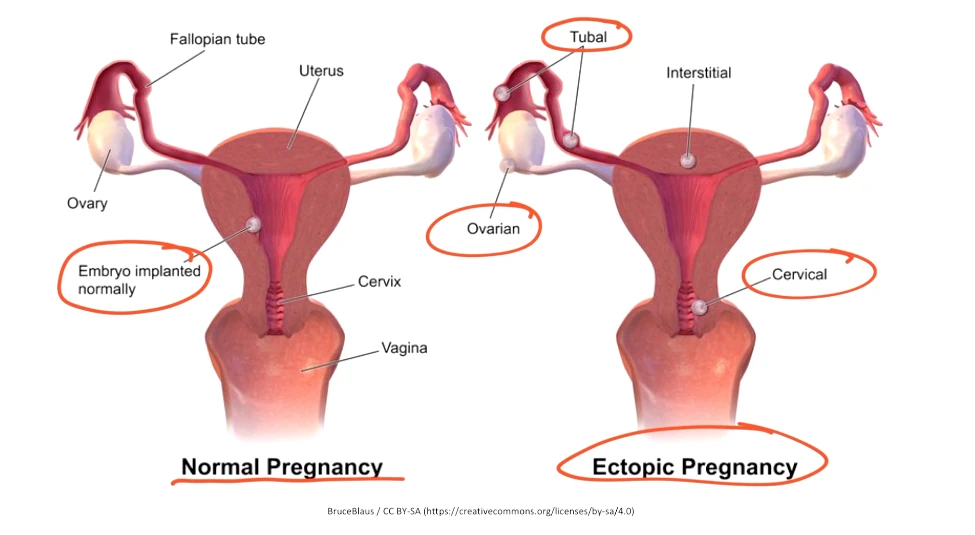 Fallopian tube
Uterus
Ovary
Embryo implanted
normally
Cervix
Vagina
Normal Pregnancy
Tubal
Interstitial
Ovarian
Cervical
Ectopic Pregnancy
BruceBlaus / CC BY-SA (https://creativecommons.org/licenses/by-sa/4.0)